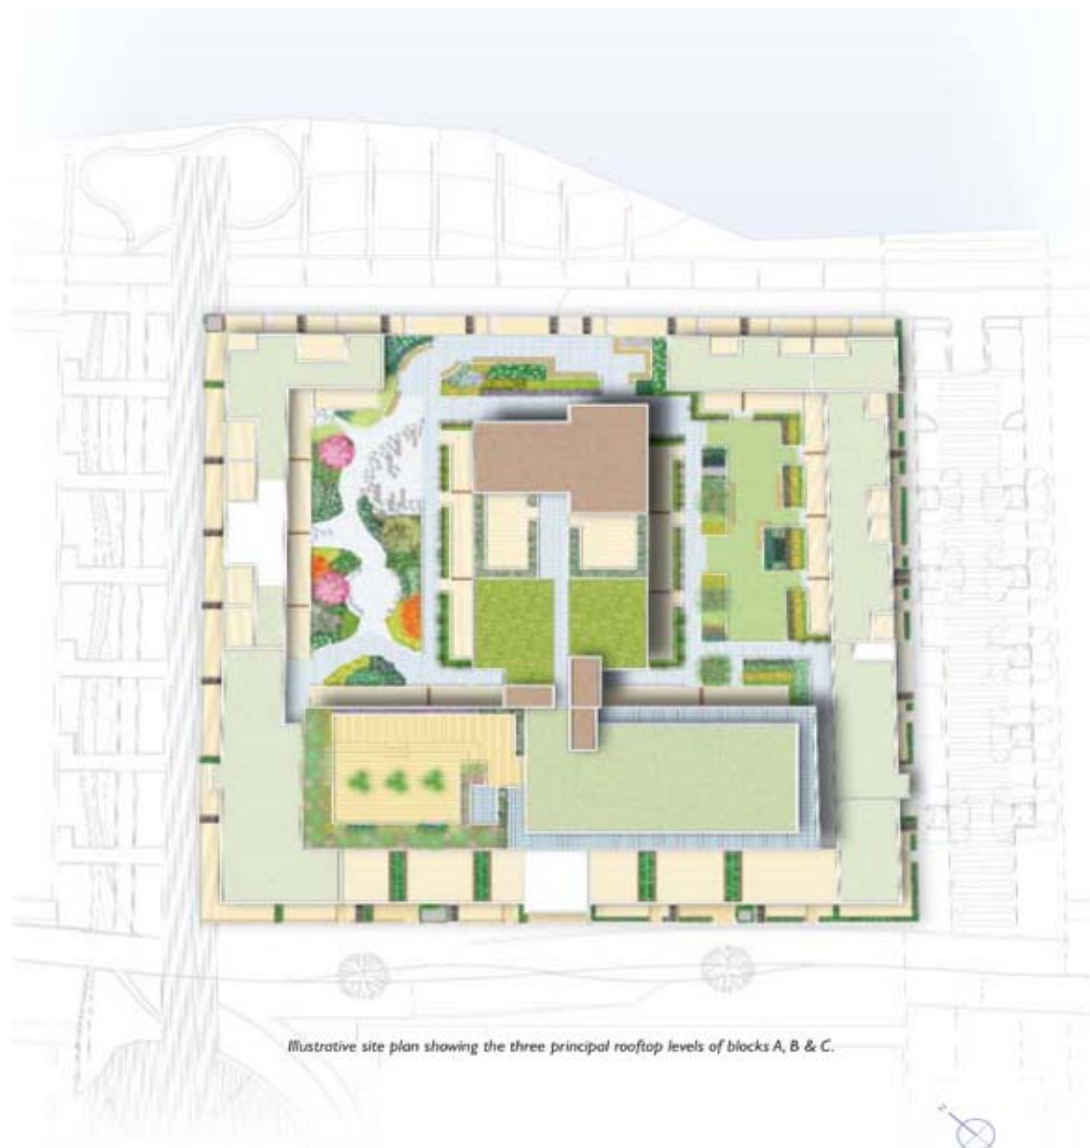 Illustrative site plan showing the three principal rooftop levels of blocks A, B & C.
N